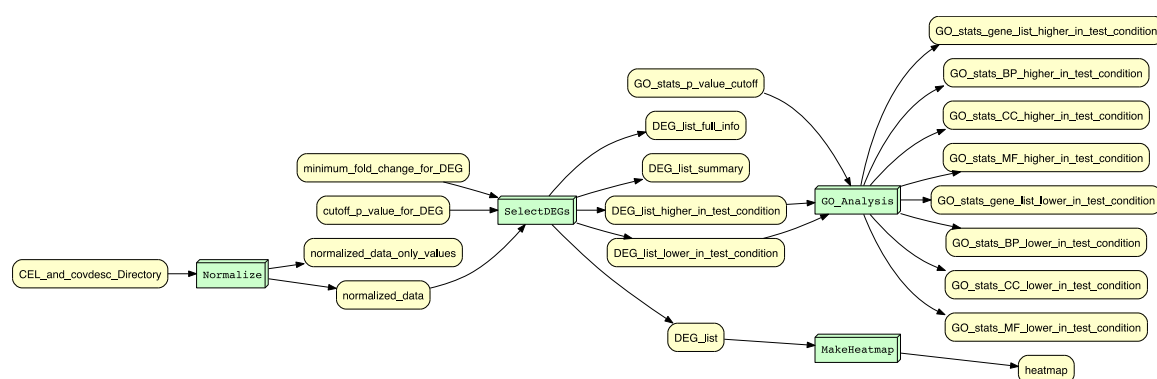 GO_stats_gene_list_higher_in_test_condition
GO_stats_BP_higher_in_test_condition
GO_stats_p_value_cutoff
GO_stats_CC_higher_in_test_condition
DEG_list_full_info
GO_stats_MF_higher_in_test_condition
minimum_fold_change_for_DEG
DEG_list_summary
GO_Analysis
GO_stats_gene_list_lower_in_test_condition
cutoff_p_value_for_DEG
SelectDEGs
DEG_list_higher_in_test_condition
GO_stats_BP_lower_in_test_condition
normalized_data_only_values
DEG_list_lower_in_test_condition
CEL_and_covdesc_Directory
Normalize
GO_stats_CC_lower_in_test_condition
normalized_data
GO_stats_MF_lower_in_test_condition
DEG_list
MakeHeatmap
heatmap